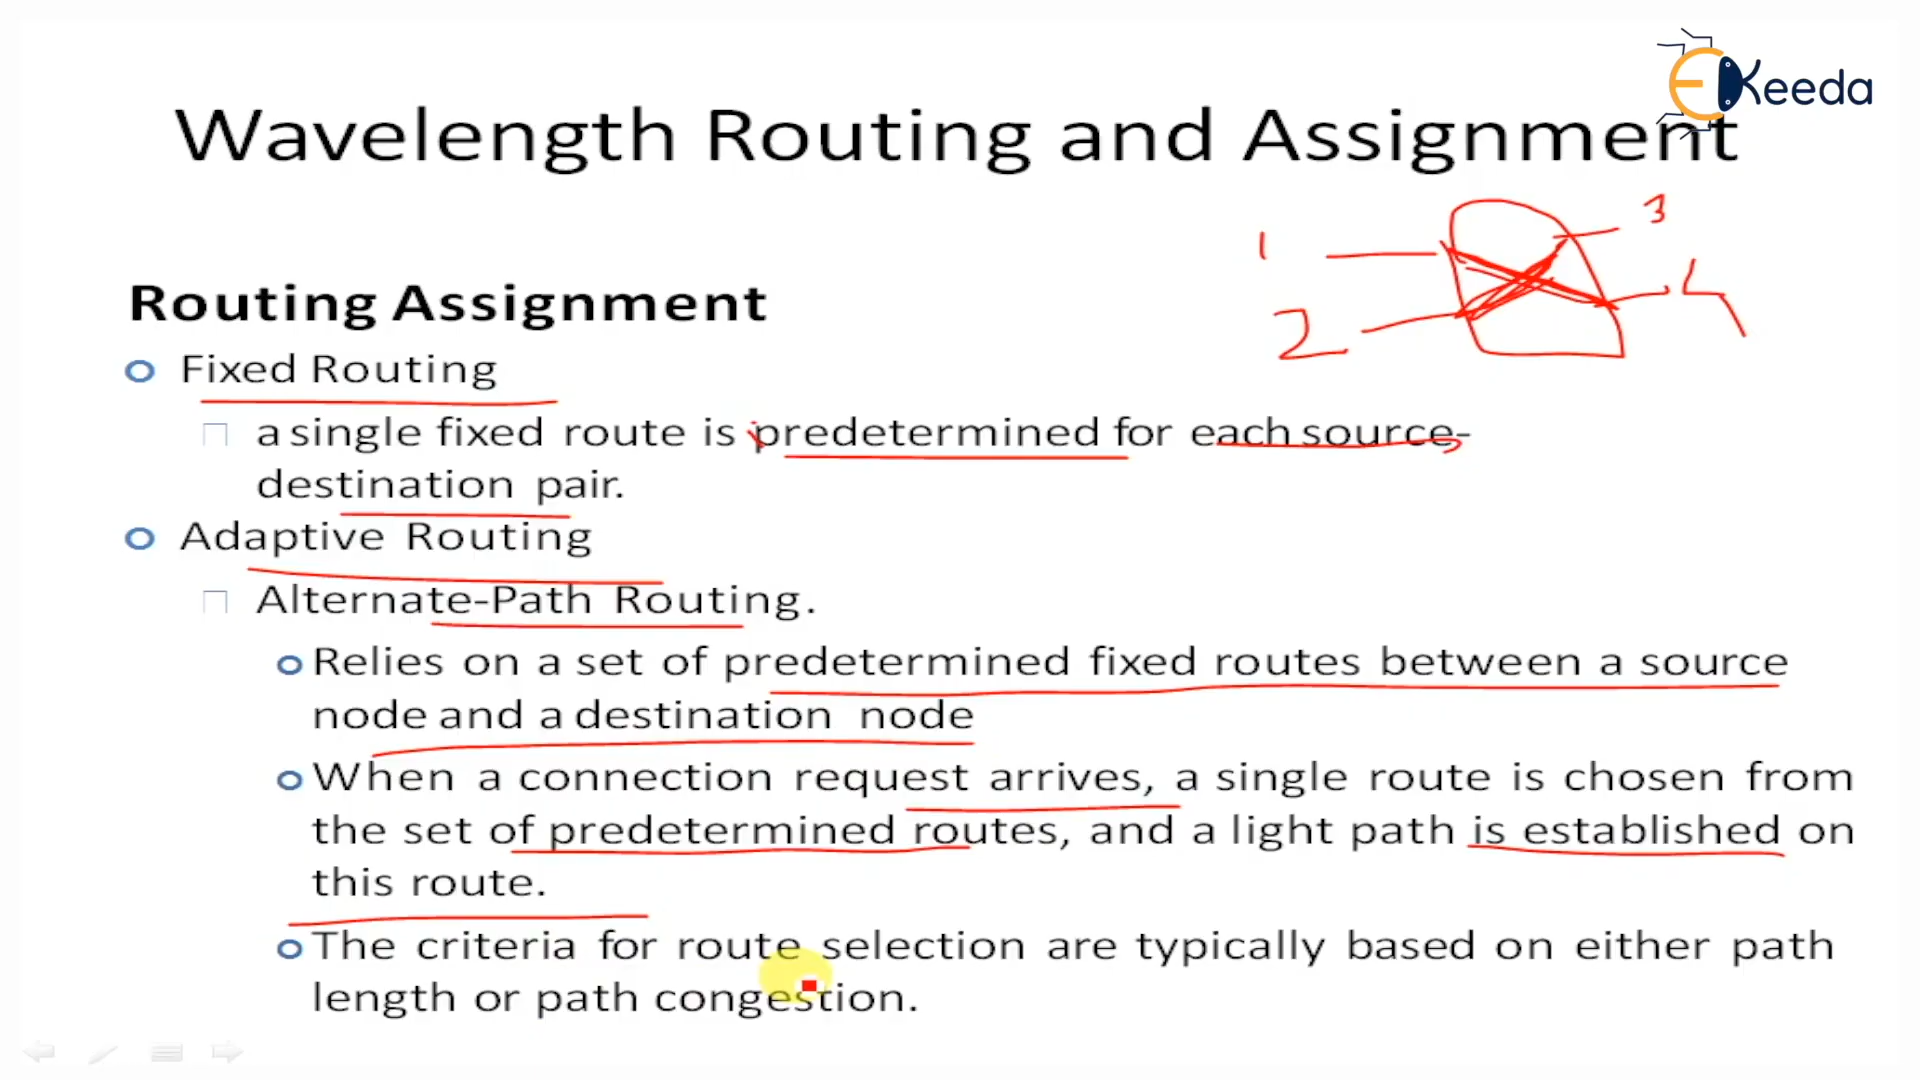 EKeeda
Wavelength Routing and Assignment
1
3
2
4
Routing Assignment
Fixed Routing
a single fixed route is predetermined for each source-
destination pair.
Adaptive Routing
Alternate-Path Routing.
Relies on a set of predetermined fixed routes between a source
node and a destination node
When a connection request arrives, a single route is chosen from
the set of predetermined routes, and a light path is established on
this route.
The criteria for route selection are typically based on either path
length or path congestion.